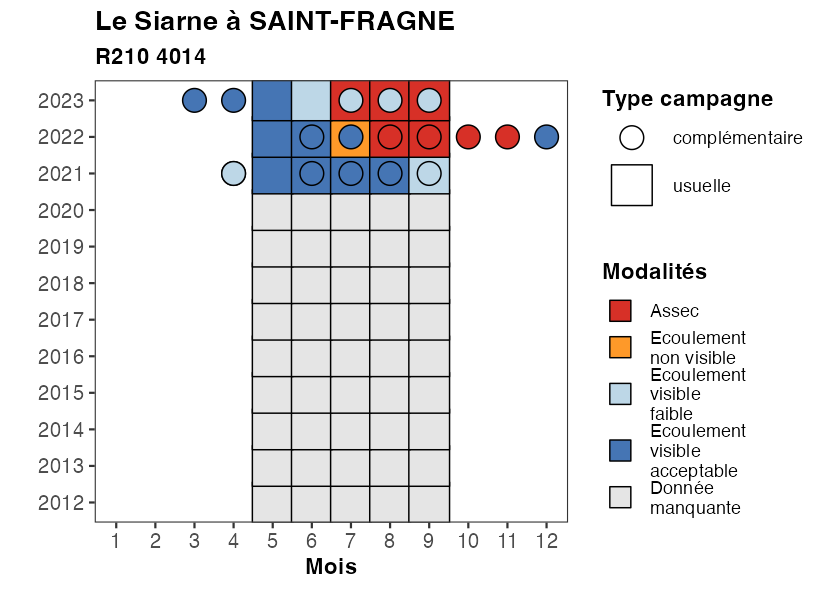 Le Siarne à SAINT-FRAGNE
R210 4014
2023
2022
2021
2020
2019
2018
2017
2016
2015
2014
2013
2012
1 2 3 4 5 6 7 8 9 10 11 12
Mois
Type campagne
complémentaire
usuelle
Modalités
Assec
Ecoulement
non visible
Ecoulement
visible
faible
Ecoulement
visible
acceptable
Donnée
manquante